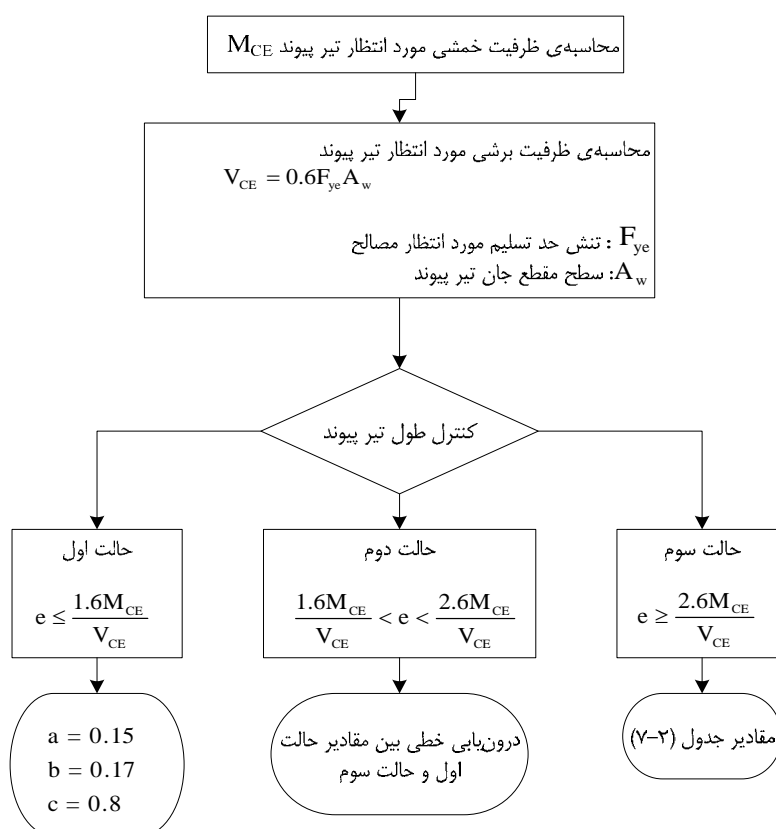 محاسبه‌ی ظرفیت خمشی مورد انتظار تیر پیوند M_CE
محاسبه‌ی ظرفیت برشی مورد انتظار تیر پیوند
V_CE = 0.6F_ye A_w
F_ye : تنش حد تسلیم مورد انتظار مصالح
A_w: سطح مقطع جان تیر پیوند
کنترل طول تیر پیوند
حالت اول
e ≤ 1.6M_CE / V_CE
حالت دوم
1.6M_CE / V_CE < e < 2.6M_CE / V_CE
حالت سوم
e ≥ 2.6M_CE / V_CE
a = 0.15
b = 0.17
c = 0.8
درون‌یابی خطی بین مقادیر حالت
اول و حالت سوم
مقادیر جدول (۲-۷)